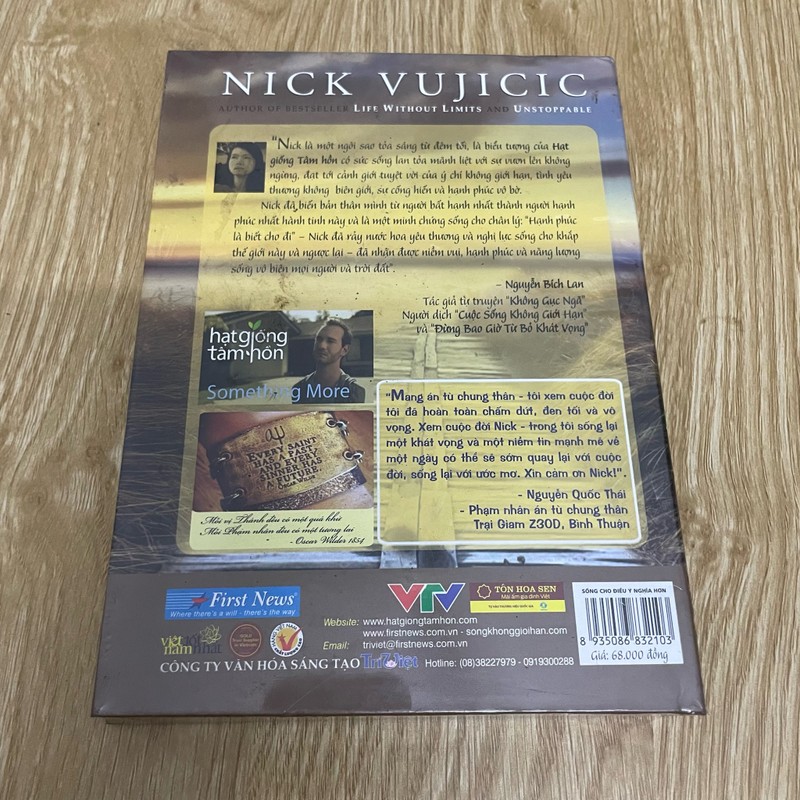 NICK VUJICIC
AUTHOR OF BESTSELLER LIFE WITHOUT LIMITS AND UNSTOPPABLE
"Nick là một ngôi sao tỏa sáng từ đêm tối, là biểu tượng của Hạt
giống Tâm hồn có sức sống lan tỏa mãnh liệt với sự vươn lên không
ngừng, đạt tới cảnh giới tuyệt vời của ý chí không giới hạn, tình yêu
thương không biên giới, sự cống hiến và hạnh phúc vô bờ.
Nick đã biến bản thân mình từ người bất hạnh nhất thành người hạnh
phúc nhất hành tinh này và là một minh chứng sống cho chân lý: "Hạnh phúc
là biết cho đi" – Nick đã rảy nước hoa yêu thương và nghị lực sống cho khắp
thế giới này và ngược lại – đã nhận được niềm vui, hạnh phúc và năng lượng
sống vô biên mọi người và trời đất".
- Nguyễn Bích Lan
Tác giả tự truyện "Không Gục Ngã"
Người dịch "Cuộc Sống Không Giới Hạn"
và "Đừng Bao Giờ Từ Bỏ Khát Vọng"
hạt giống
tâm hồn
Something More
EVERY SAINT
HAS A PAST
AND EVERY
SINNER HAS
A FUTURE.
OSCAR WILDE
Mỗi vị Thánh đều có một quá khứ
Mỗi Phạm nhân đều có một tương lai
- Oscar Wilder 1854
"Mang án tù chung thân - tôi xem cuộc đời
tôi đã hoàn toàn chấm dứt, đen tối và vô
vọng. Xem cuộc đời Nick - trong tôi sống lại
một khát vọng và một niềm tin mạnh mẽ về
một ngày có thể sẽ sớm quay lại với cuộc
đời, sống lại với ước mơ. Xin cảm ơn Nick!".
- Nguyễn Quốc Thái
- Phạm nhân án tù chung thân
Trại Giam Z30D, Bình Thuận
First News
Where there's a will - there's the way
VTV
TÔN HOA SEN
Mái ấm gia đình Việt
SỐNG CHO ĐIỀU Ý NGHĨA HƠN
8 935086 832103
Giá: 68.000 đồng
Website: www.hatgiongtamhon.com
www.firstnews.com.vn - songkhonggioihan.com
Email: triviet@firstnews.com.vn
CÔNG TY VĂN HÓA SÁNG TẠO Trí Việt Hotline: (08)38227979 - 0919300288